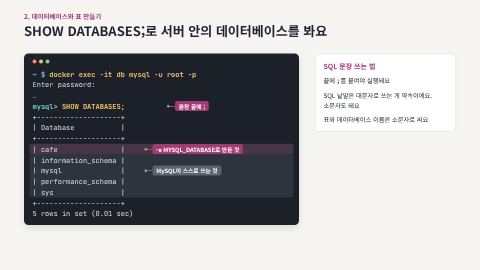 2. 데이터베이스와 표 만들기
SHOW DATABASES;로 서버 안의 데이터베이스를 봐요
~ $ docker exec -it db mysql -u root -p
Enter password:
…
mysql> SHOW DATABASES;
문장 끝에 ;
+--------------------+
| Database           |
+--------------------+
| cafe               |
-e MYSQL_DATABASE로 만든 것
| information_schema |
| mysql              |
MySQL이 스스로 쓰는 것
| performance_schema |
| sys                |
+--------------------+
5 rows in set (0.01 sec)
SQL 문장 쓰는 법
끝에 ;를 붙여야 실행돼요
SQL 낱말은 대문자로 쓰는 게 약속이에요.
소문자도 돼요
표와 데이터베이스 이름은 소문자로 써요